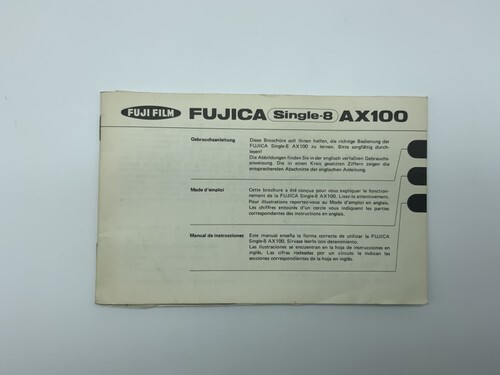 FUJI FILM FUJICA Single-8 AX100
Gebrauchsanleitung
Diese Broschüre soll Ihnen helfen, die richtige Bedienung der
FUJICA Single-8 AX100 zu lernen. Bitte sorgfältig durch-
lesen!
Die Abbildungen finden Sie in der englisch verfaßten Gebrauchs-
anweisung. Die in einen Kreis gesetzten Ziffern zeigen die
entsprechenden Abschnitte der englischen Anleitung.
Mode d'emploi
Cette brochure a été conçue pour vous expliquer le fonction-
nement de la FUJICA Single-8 AX100. Lisez-la attentivement.
Pour illustrations reportez-vous au Mode d'emploi en anglais.
Les chiffres entourés d'un cercle vous indiquent les parties
correspondantes des instructions en anglais.
Manual de instrucciones
Este manual enseña la forma correcta de utilizar la FUJICA
Single-8 AX100. Sírvase leerlo con detenimiento.
Las ilustraciones se encuentran en la hoja de instrucciones en
inglés. Las cifras rodeadas por un círculo le indican las
secciones correspondientes de la hoja en inglés.